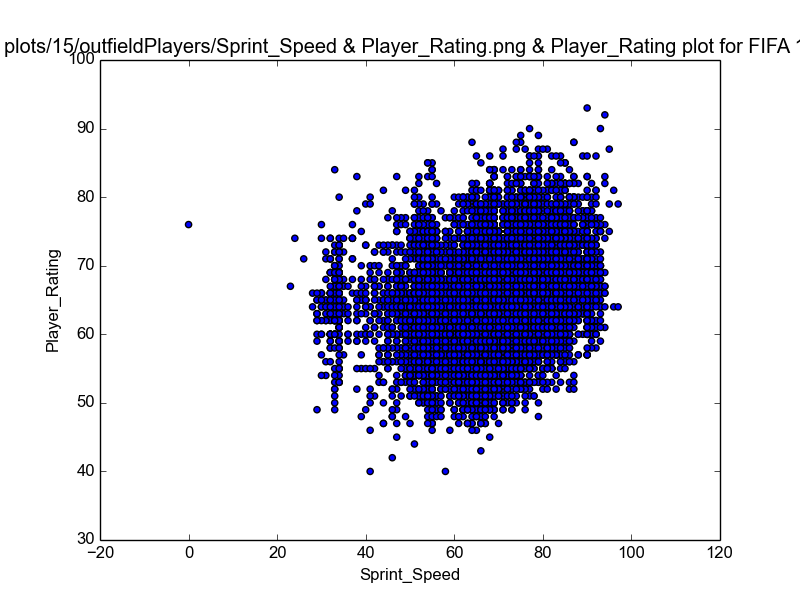 plots/15/outfieldPlayers/Sprint_Speed & Player_Rating.png & Player_Rating plot for FIFA 1
100
90
80
70
60
50
40
30
Player_Rating
−20 0 20 40 60 80 100 120
Sprint_Speed